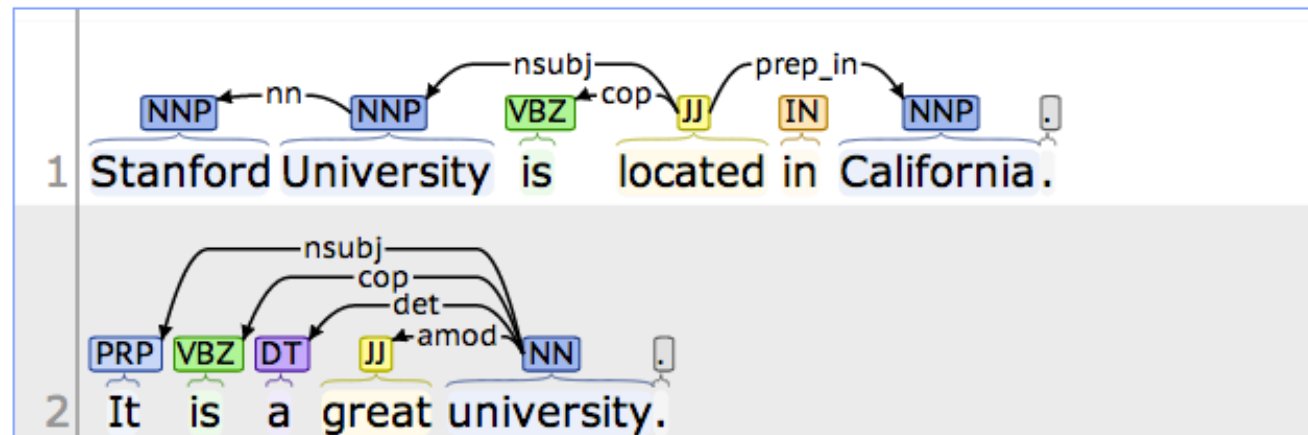 nsubj prep_in
NNP nn NNP VBZ cop JJ IN NNP .
1 Stanford University is located in California.
nsubj
cop
det
amod
PRP VBZ DT JJ NN .
2 It is a great university.